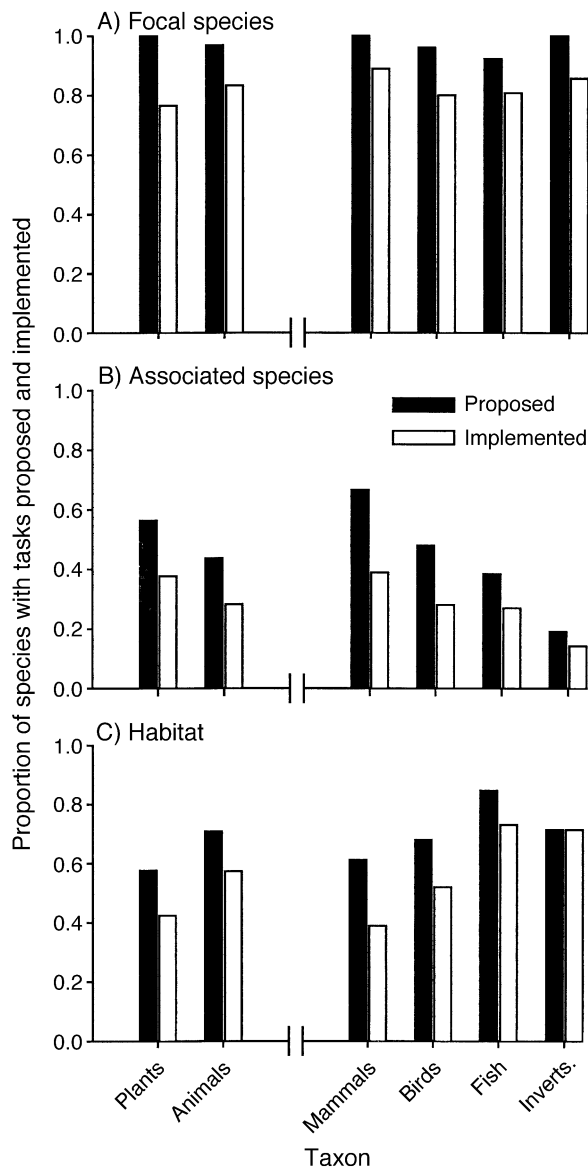 A) Focal species
1.0
0.8
0.6
0.4
0.2
0.0
B) Associated species
1.0
Proposed
Implemented
0.8
0.6
0.4
0.2
0.0
C) Habitat
1.0
0.8
0.6
0.4
0.2
0.0
Proportion of species with tasks proposed and implemented
Plants
Animals
Mammals
Birds
Fish
Inverts.
Taxon